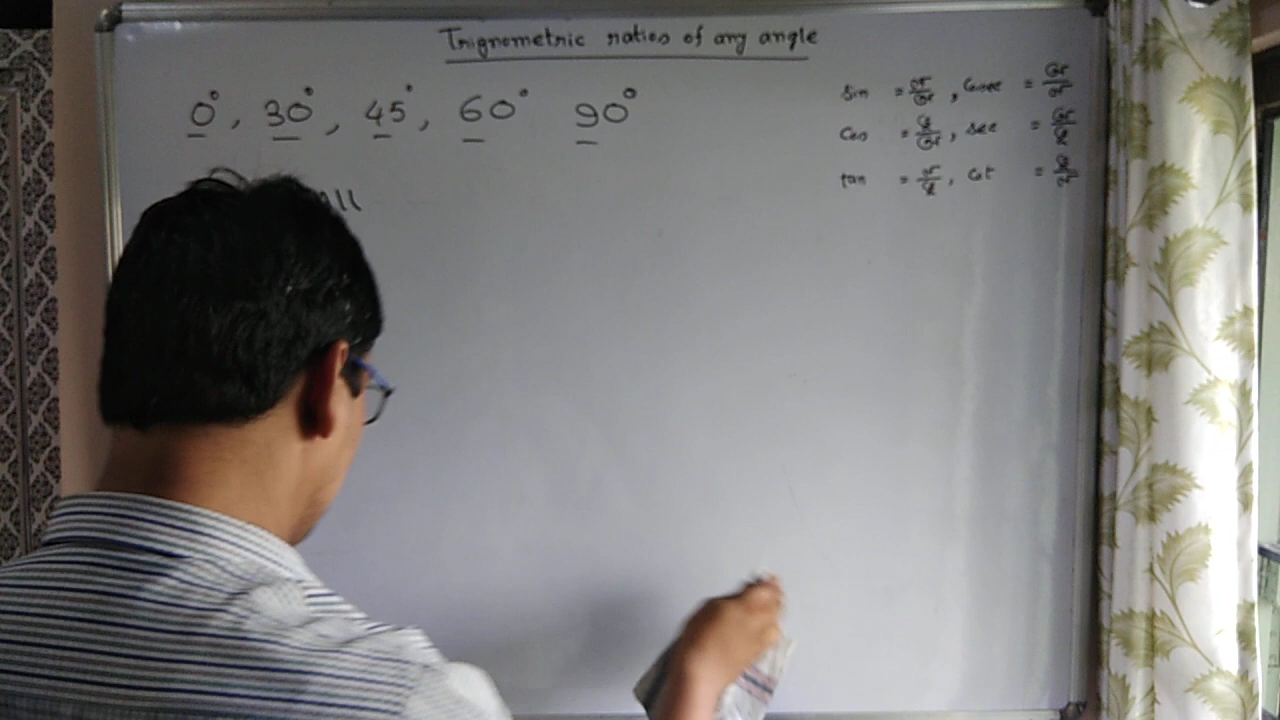 Trignometric ratios of any angle
0°, 30°, 45°, 60° 90°
sin = , Cosec =
Cos = , sec =
tan = , Cot =